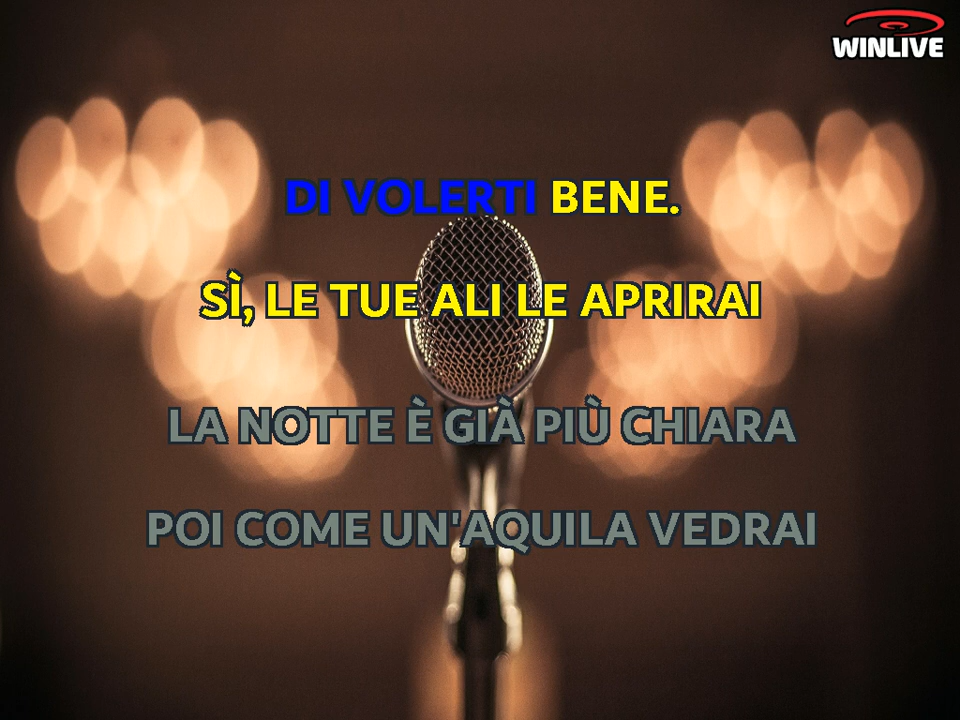 WINLIVE
DI VOLERTI BENE.
SÌ, LE TUE ALI LE APRIRAI
LA NOTTE È GIÀ PIÙ CHIARA
POI COME UN'AQUILA VEDRAI